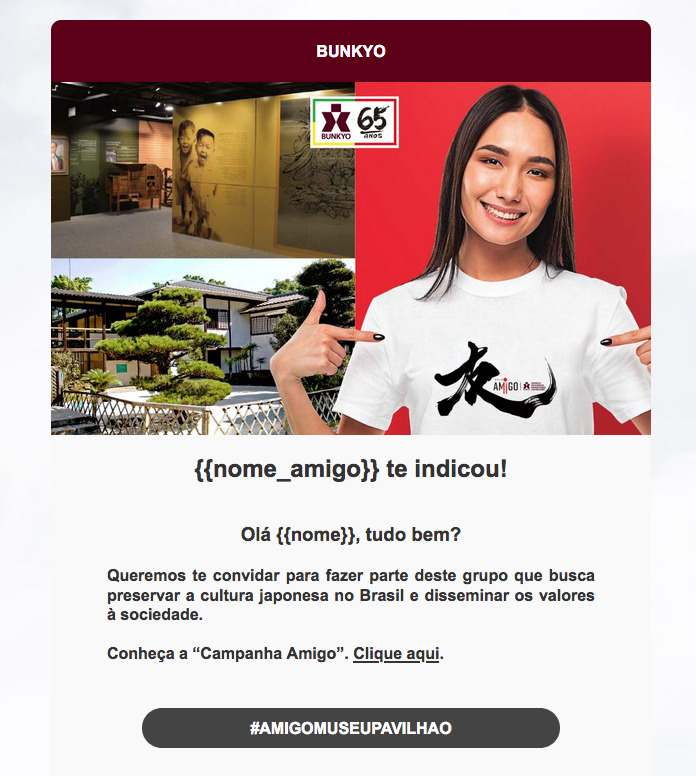 BUNKYO
65
BUNKYO
ANOS
友
AMIGO
{{nome_amigo}} te indicou!
Olá {{nome}}, tudo bem?
Queremos te convidar para fazer parte deste grupo que busca
preservar a cultura japonesa no Brasil e disseminar os valores
à sociedade.
Conheça a “Campanha Amigo”. Clique aqui.
#AMIGOMUSEUPAVILHAO